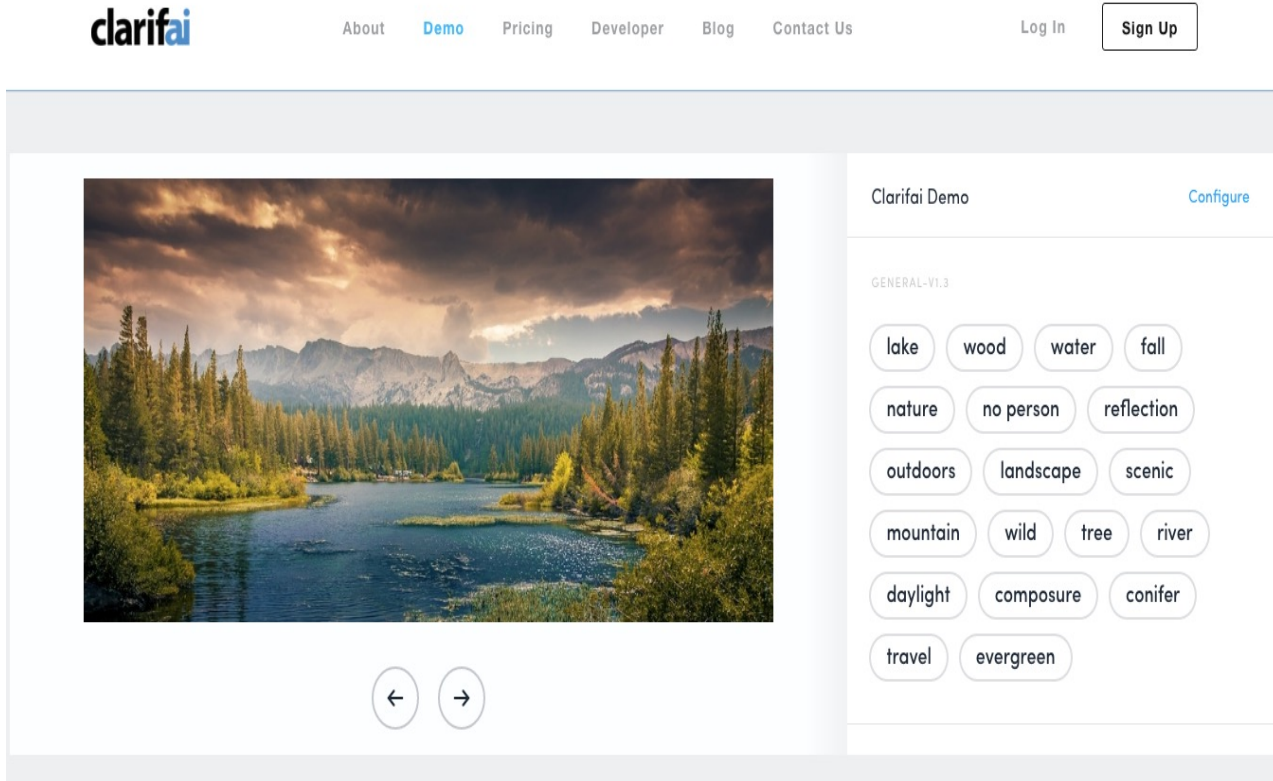 clarifai
About Demo Pricing Developer Blog Contact Us Log In Sign Up
Clarifai Demo Configure
GENERAL-V1.3
lake wood water fall
nature no person reflection
outdoors landscape scenic
mountain wild tree river
daylight composure conifer
travel evergreen